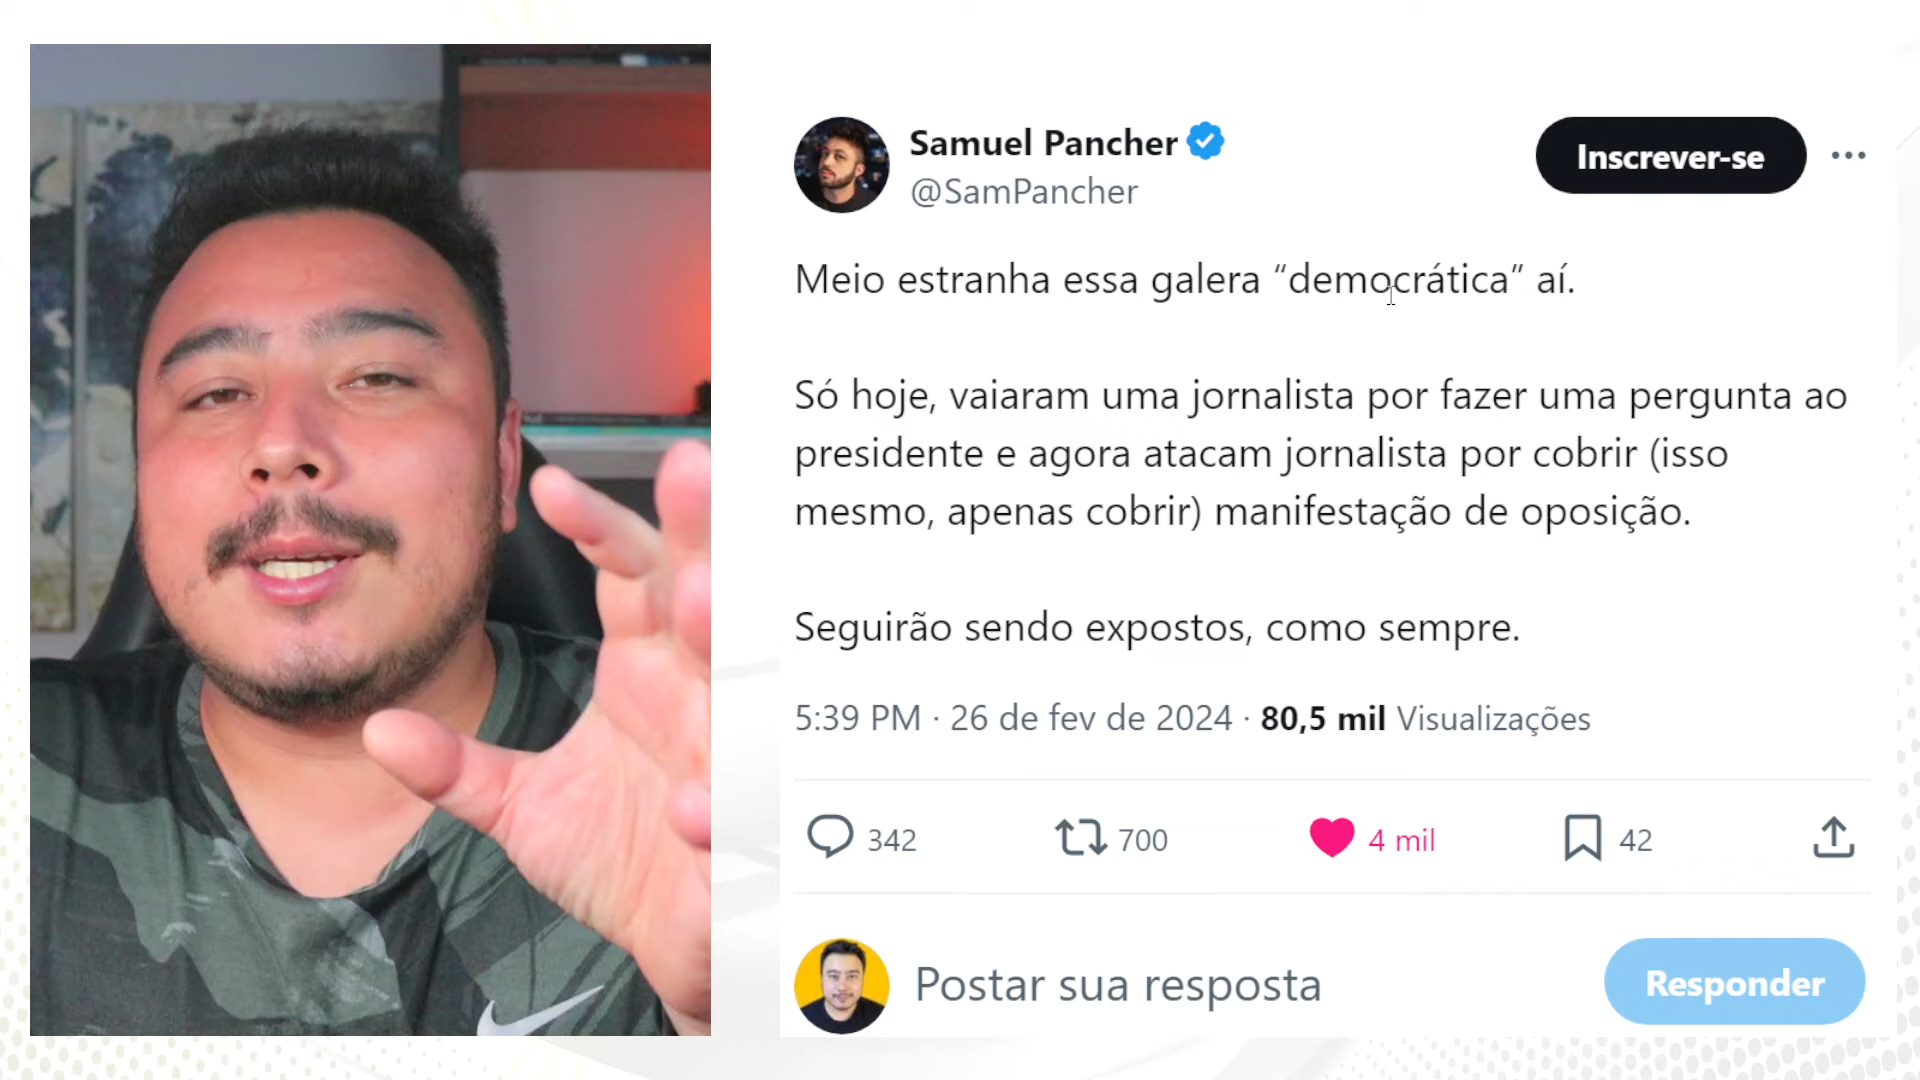 Samuel Pancher
@SamPancher
Inscrever-se
Meio estranha essa galera “democrática” aí.
Só hoje, vaiaram uma jornalista por fazer uma pergunta ao
presidente e agora atacam jornalista por cobrir (isso
mesmo, apenas cobrir) manifestação de oposição.
Seguirão sendo expostos, como sempre.
5:39 PM · 26 de fev de 2024 · 80,5 mil Visualizações
342 700 4 mil 42
Postar sua resposta
Responder